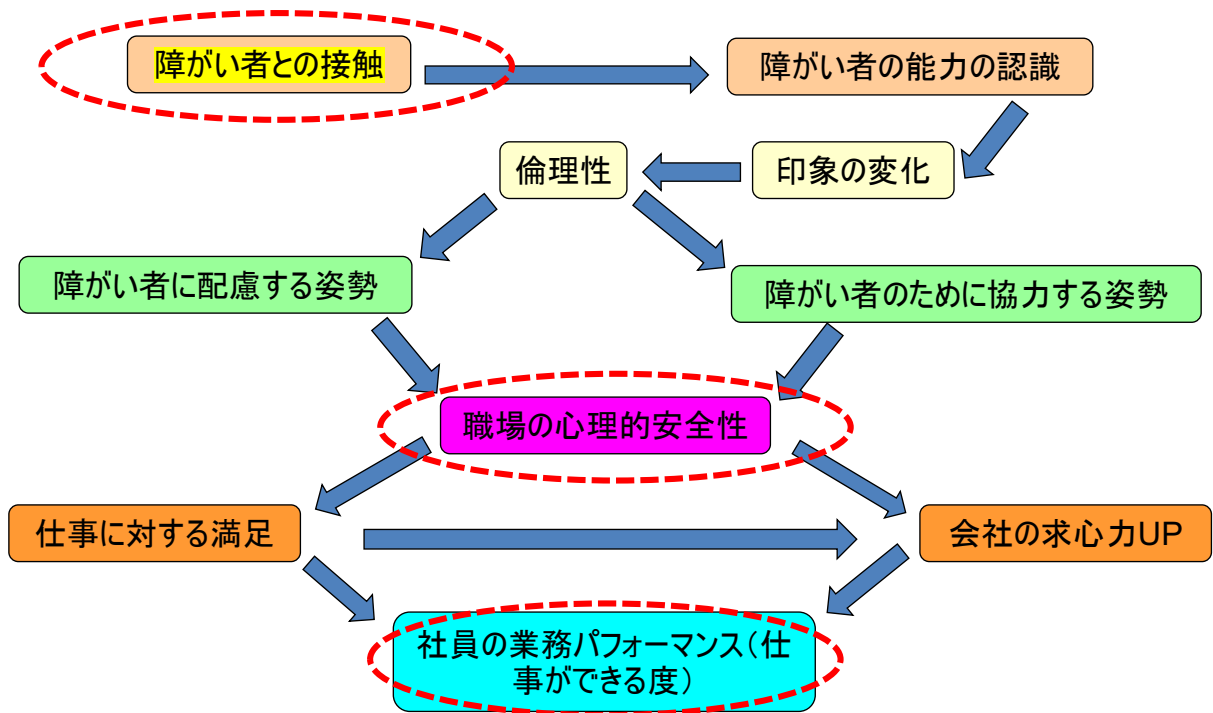 障がい者との接触
障がい者の能力の認識
倫理性
印象の変化
障がい者に配慮する姿勢
障がい者のために協力する姿勢
職場の心理的安全性
仕事に対する満足
会社の求心力UP
社員の業務パフォーマンス(仕
事ができる度)